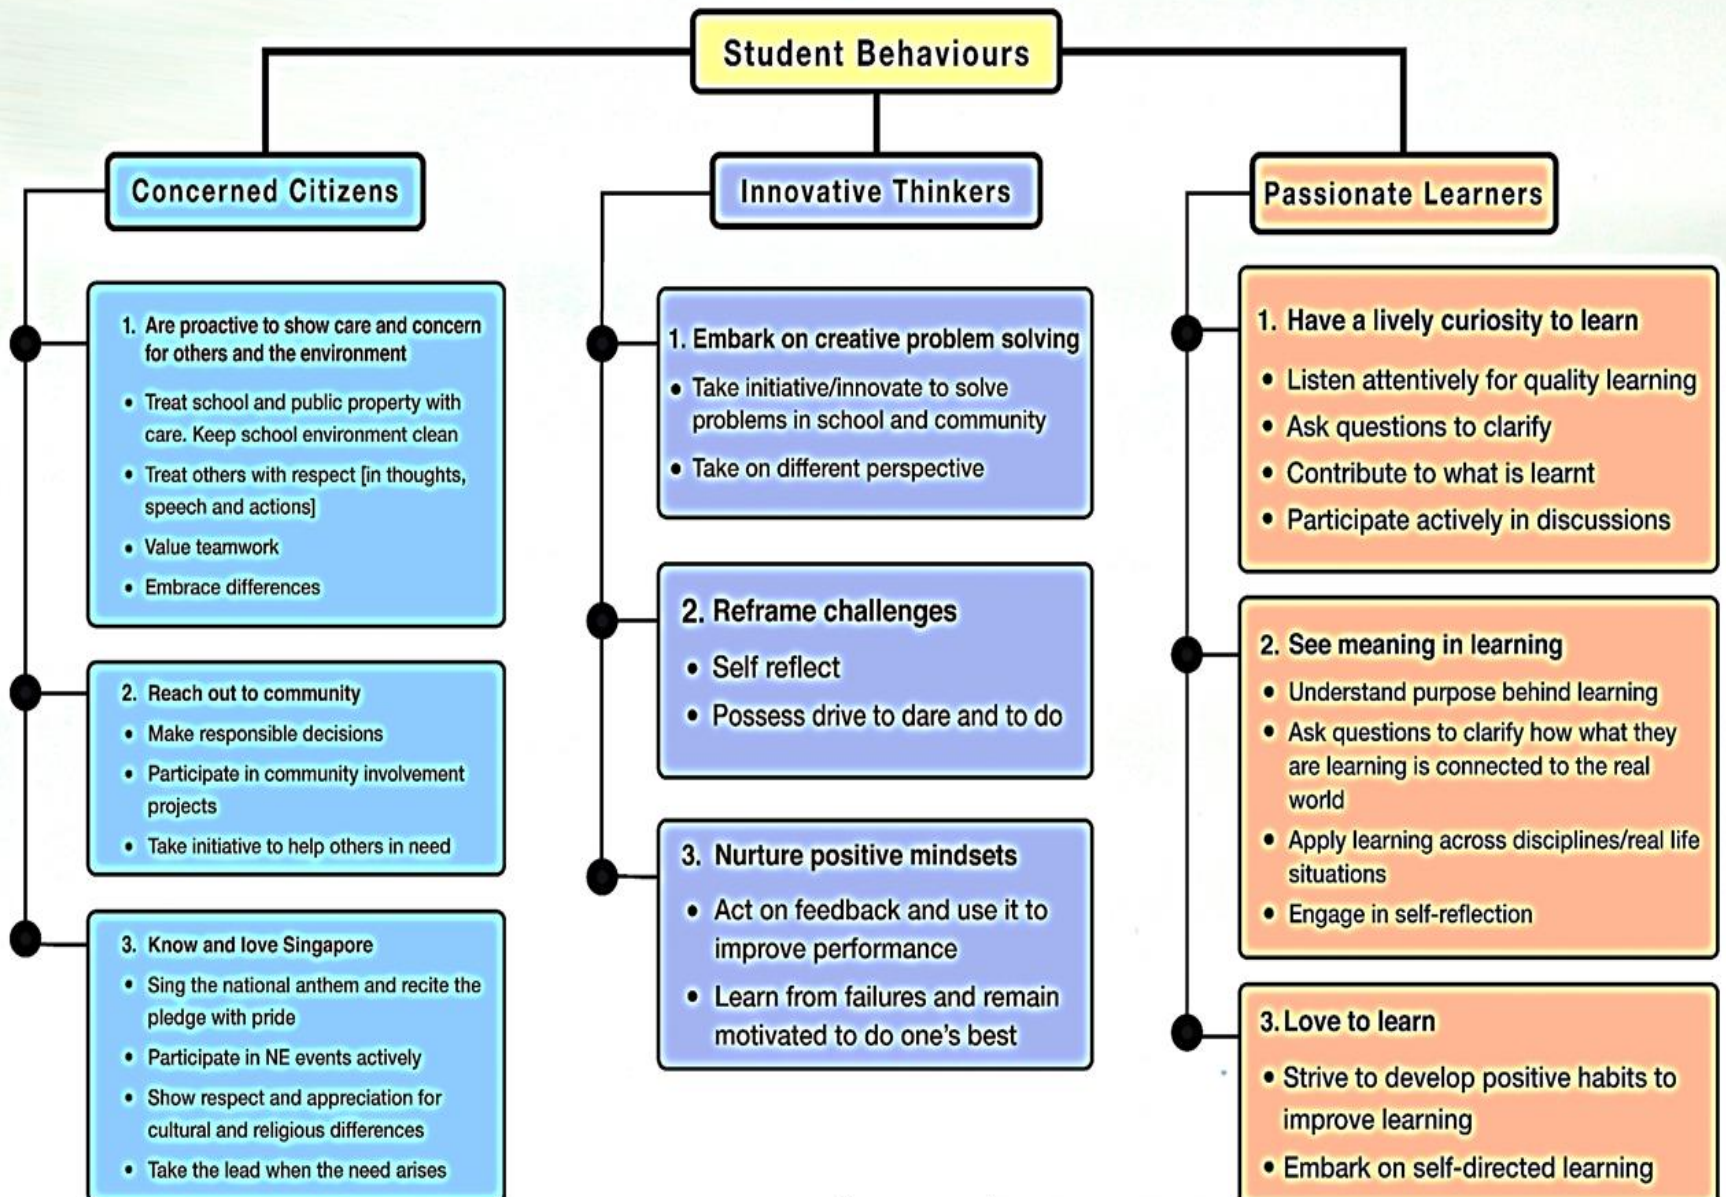 Student Behaviours
Concerned Citizens
1. Are proactive to show care and concern
for others and the environment
• Treat school and public property with
care. Keep school environment clean
• Treat others with respect [in thoughts,
speech and actions]
• Value teamwork
• Embrace differences
2. Reach out to community
• Make responsible decisions
• Participate in community involvement
projects
• Take initiative to help others in need
3. Know and love Singapore
• Sing the national anthem and recite the
pledge with pride
• Participate in NE events actively
• Show respect and appreciation for
cultural and religious differences
• Take the lead when the need arises
Innovative Thinkers
1. Embark on creative problem solving
• Take initiative/innovate to solve
problems in school and community
• Take on different perspective
2. Reframe challenges
• Self reflect
• Possess drive to dare and to do
3. Nurture positive mindsets
• Act on feedback and use it to
improve performance
• Learn from failures and remain
motivated to do one's best
Passionate Learners
1. Have a lively curiosity to learn
• Listen attentively for quality learning
• Ask questions to clarify
• Contribute to what is learnt
• Participate actively in discussions
2. See meaning in learning
• Understand purpose behind learning
• Ask questions to clarify how what they
are learning is connected to the real
world
• Apply learning across disciplines/real life
situations
• Engage in self-reflection
3. Love to learn
• Strive to develop positive habits to
improve learning
• Embark on self-directed learning